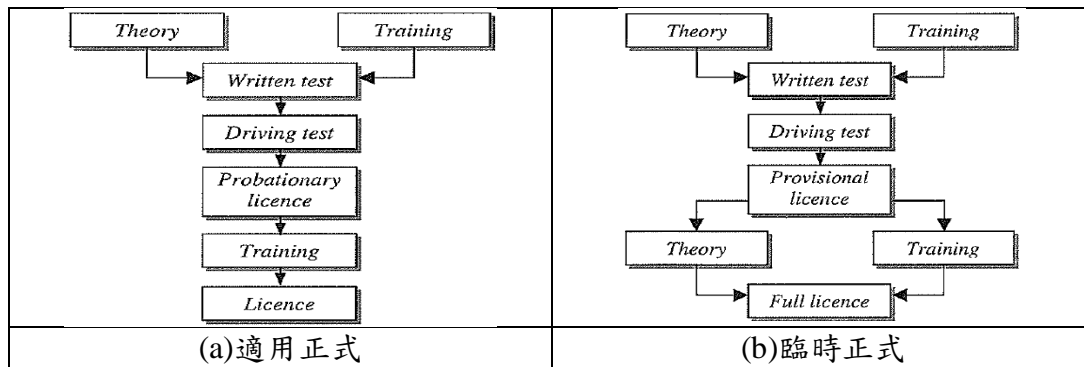 Theory
Training
Written test
Driving test
Probationary
licence
Training
Licence
(a)適用正式
Theory
Training
Written test
Driving test
Provisional
licence
Theory
Training
Full licence
(b)臨時正式